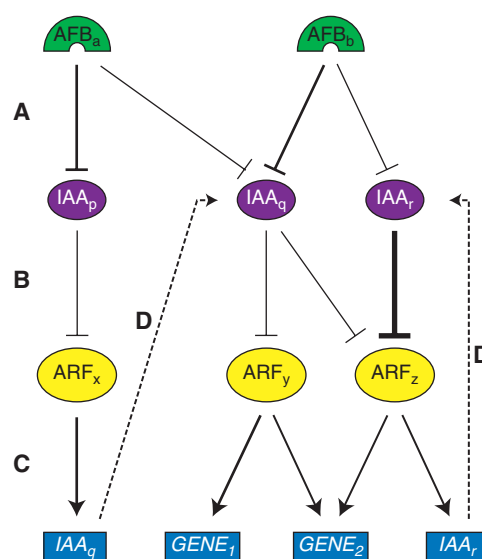 AFBa AFBb
A
IAAp IAAq IAAr
B
D
D
ARFx ARFy ARFz
C
IAAq GENE1 GENE2 IAAr